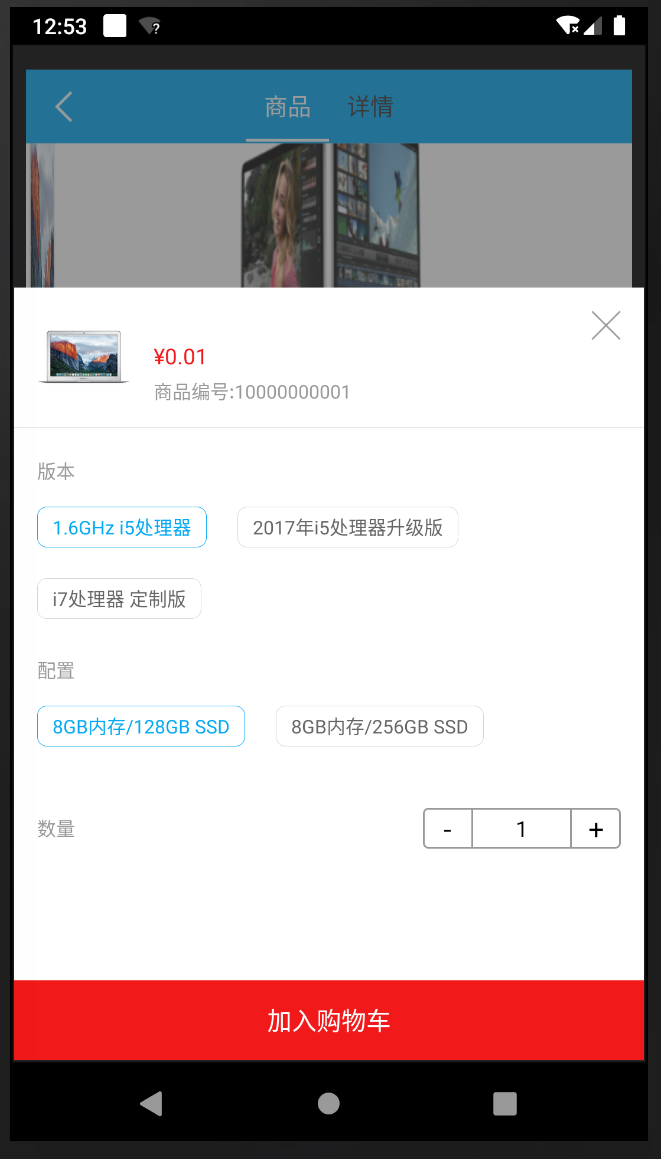 12:53
商品 详情
¥0.01
商品编号:10000000001
版本
1.6GHz i5处理器 2017年i5处理器升级版
i7处理器 定制版
配置
8GB内存/128GB SSD 8GB内存/256GB SSD
数量 - 1 +
加入购物车